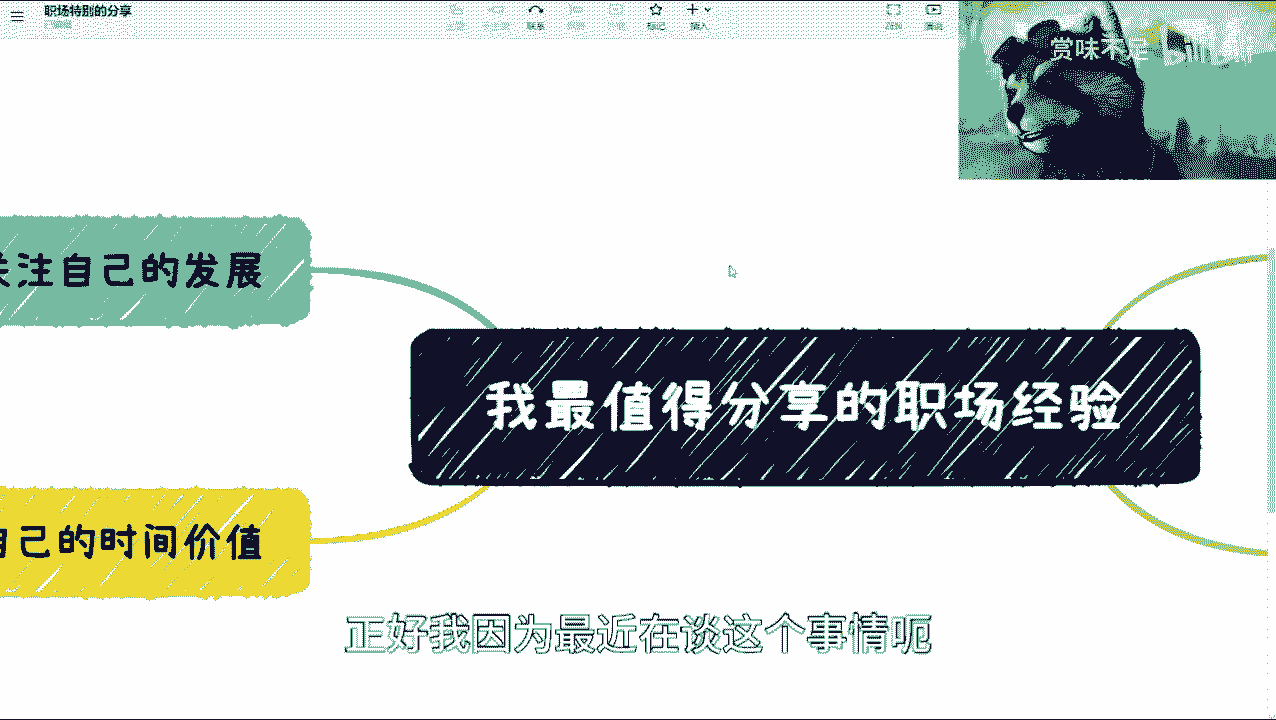 职场特别的分享
联系
标记
插入
赏味不足
bilibili
关注自己的发展
我最值得分享的职场经验
自己的时间价值
正好我因为最近在谈这个事情呃